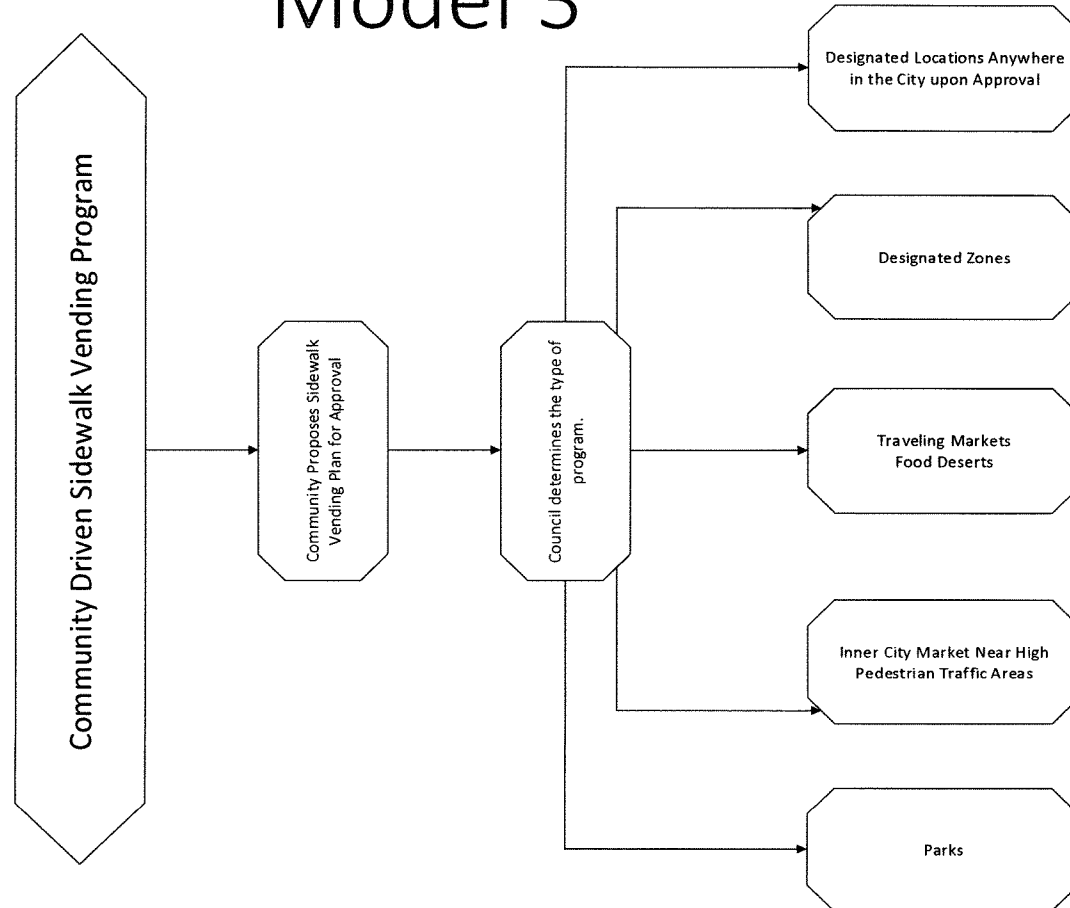 Model 3
Community Driven Sidewalk Vending Program
Community Proposes Sidewalk
Vending Plan for Approval
Council determines the type of
program.
Designated Locations Anywhere
in the City upon Approval
Designated Zones
Traveling Markets
Food Deserts
Inner City Market Near High
Pedestrian Traffic Areas
Parks